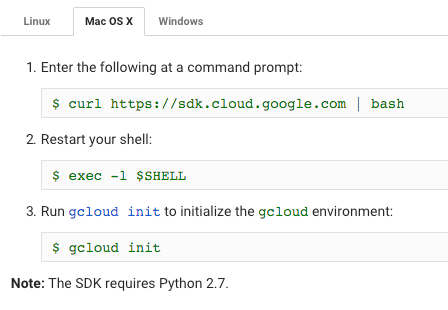 Linux
Mac OS X
Windows
1. Enter the following at a command prompt:
$ curl https://sdk.cloud.google.com | bash
2. Restart your shell:
$ exec -l $SHELL
3. Run gcloud init to initialize the gcloud environment:
$ gcloud init
Note: The SDK requires Python 2.7.